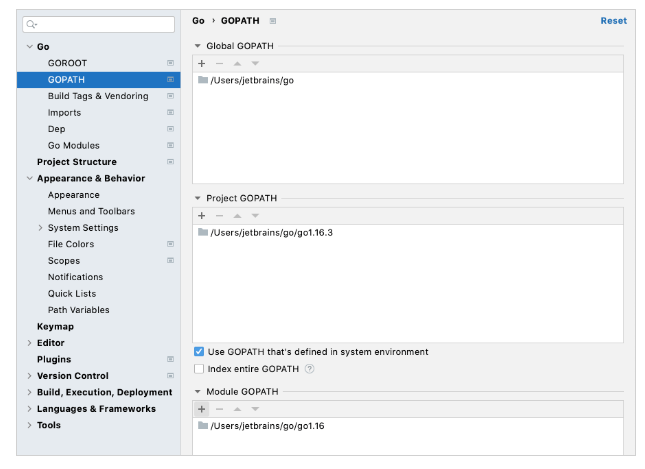 Go
GOROOT
GOPATH
Build Tags & Vendoring
Imports
Dep
Go Modules
Project Structure
Appearance & Behavior
Appearance
Menus and Toolbars
System Settings
File Colors
Scopes
Notifications
Quick Lists
Path Variables
Keymap
Editor
Plugins
Version Control
Build, Execution, Deployment
Languages & Frameworks
Tools
Go › GOPATH Reset
Global GOPATH
/Users/jetbrains/go
Project GOPATH
/Users/jetbrains/go/go1.16.3
Use GOPATH that's defined in system environment
Index entire GOPATH ?
Module GOPATH
/Users/jetbrains/go/go1.16